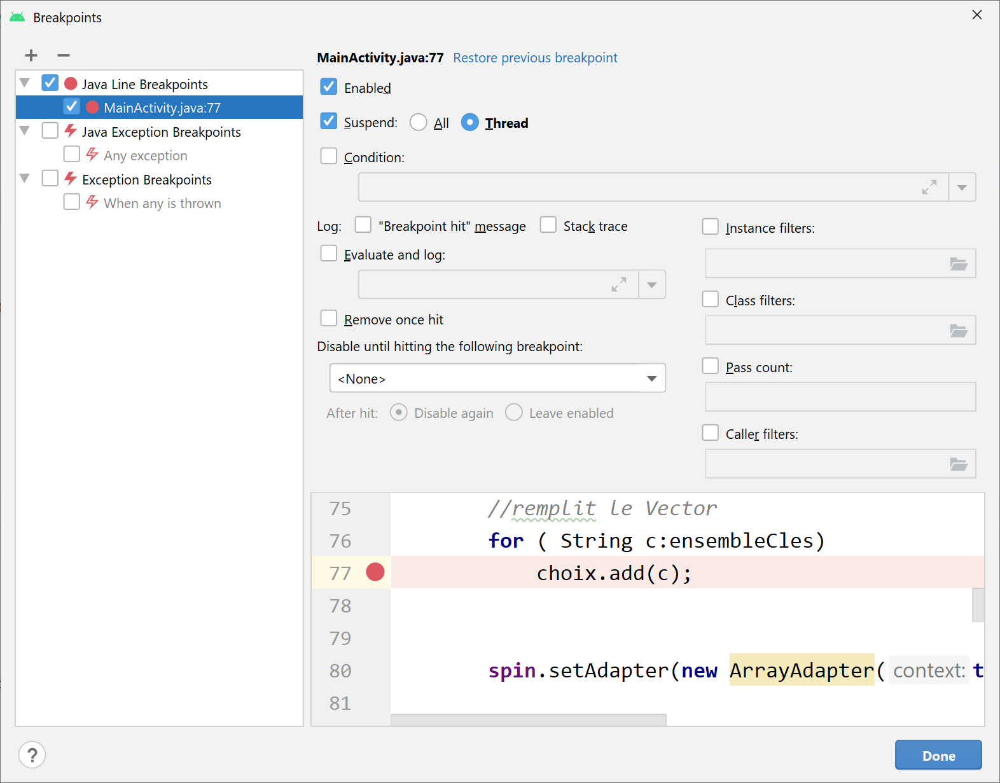 Breakpoints
MainActivity.java:77 Restore previous breakpoint
Java Line Breakpoints
MainActivity.java:77
Java Exception Breakpoints
Any exception
Exception Breakpoints
When any is thrown
Enabled
Suspend: All Thread
Condition:
Log: "Breakpoint hit" message Stack trace
Evaluate and log:
Remove once hit
Disable until hitting the following breakpoint:
<None>
After hit: Disable again Leave enabled
Instance filters:
Class filters:
Pass count:
Caller filters:
75 //remplit le Vector
76 for ( String c:ensembleCles)
77 choix.add(c);
78
79
80 spin.setAdapter(new ArrayAdapter( context: t
81
?
Done